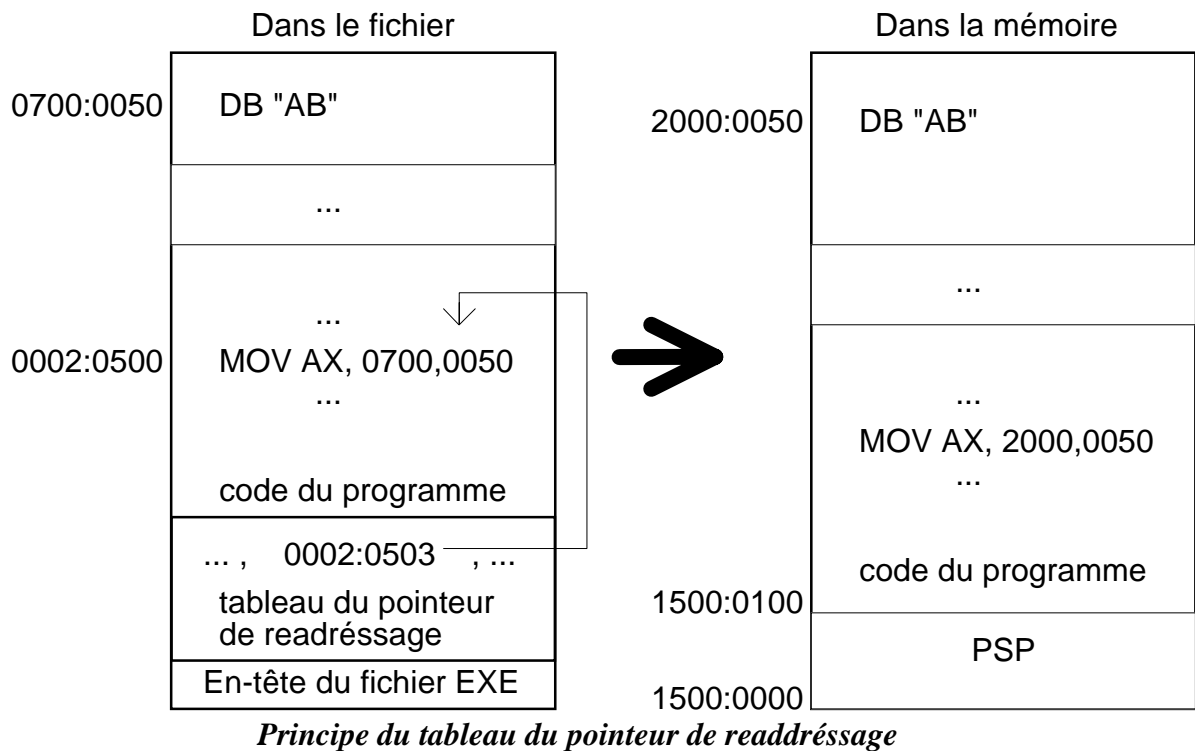 Dans le fichier
0700:0050
DB "AB"
...
...
0002:0500
MOV AX, 0700,0050
...
code du programme
... , 0002:0503 , ...
tableau du pointeur
de readréssage
En-tête du fichier EXE
Dans la mémoire
2000:0050
DB "AB"
...
...
MOV AX, 2000,0050
...
code du programme
1500:0100
PSP
1500:0000
Principe du tableau du pointeur de readdréssage